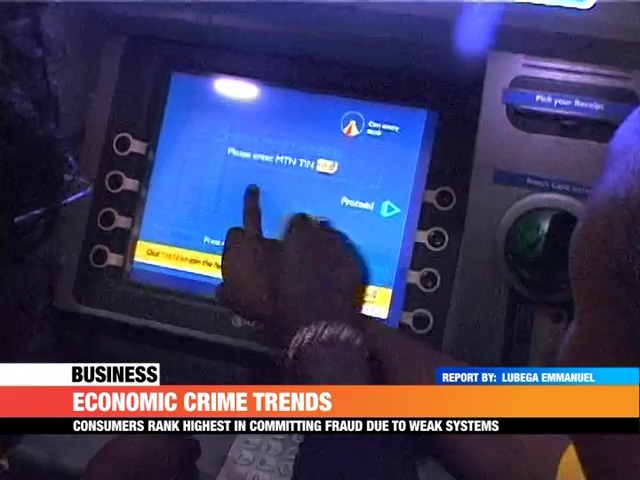 Pick your Receipt
Please enter MTN TIN
Proceed
BUSINESS
REPORT BY: LUBEGA EMMANUEL
ECONOMIC CRIME TRENDS
CONSUMERS RANK HIGHEST IN COMMITTING FRAUD DUE TO WEAK SYSTEMS